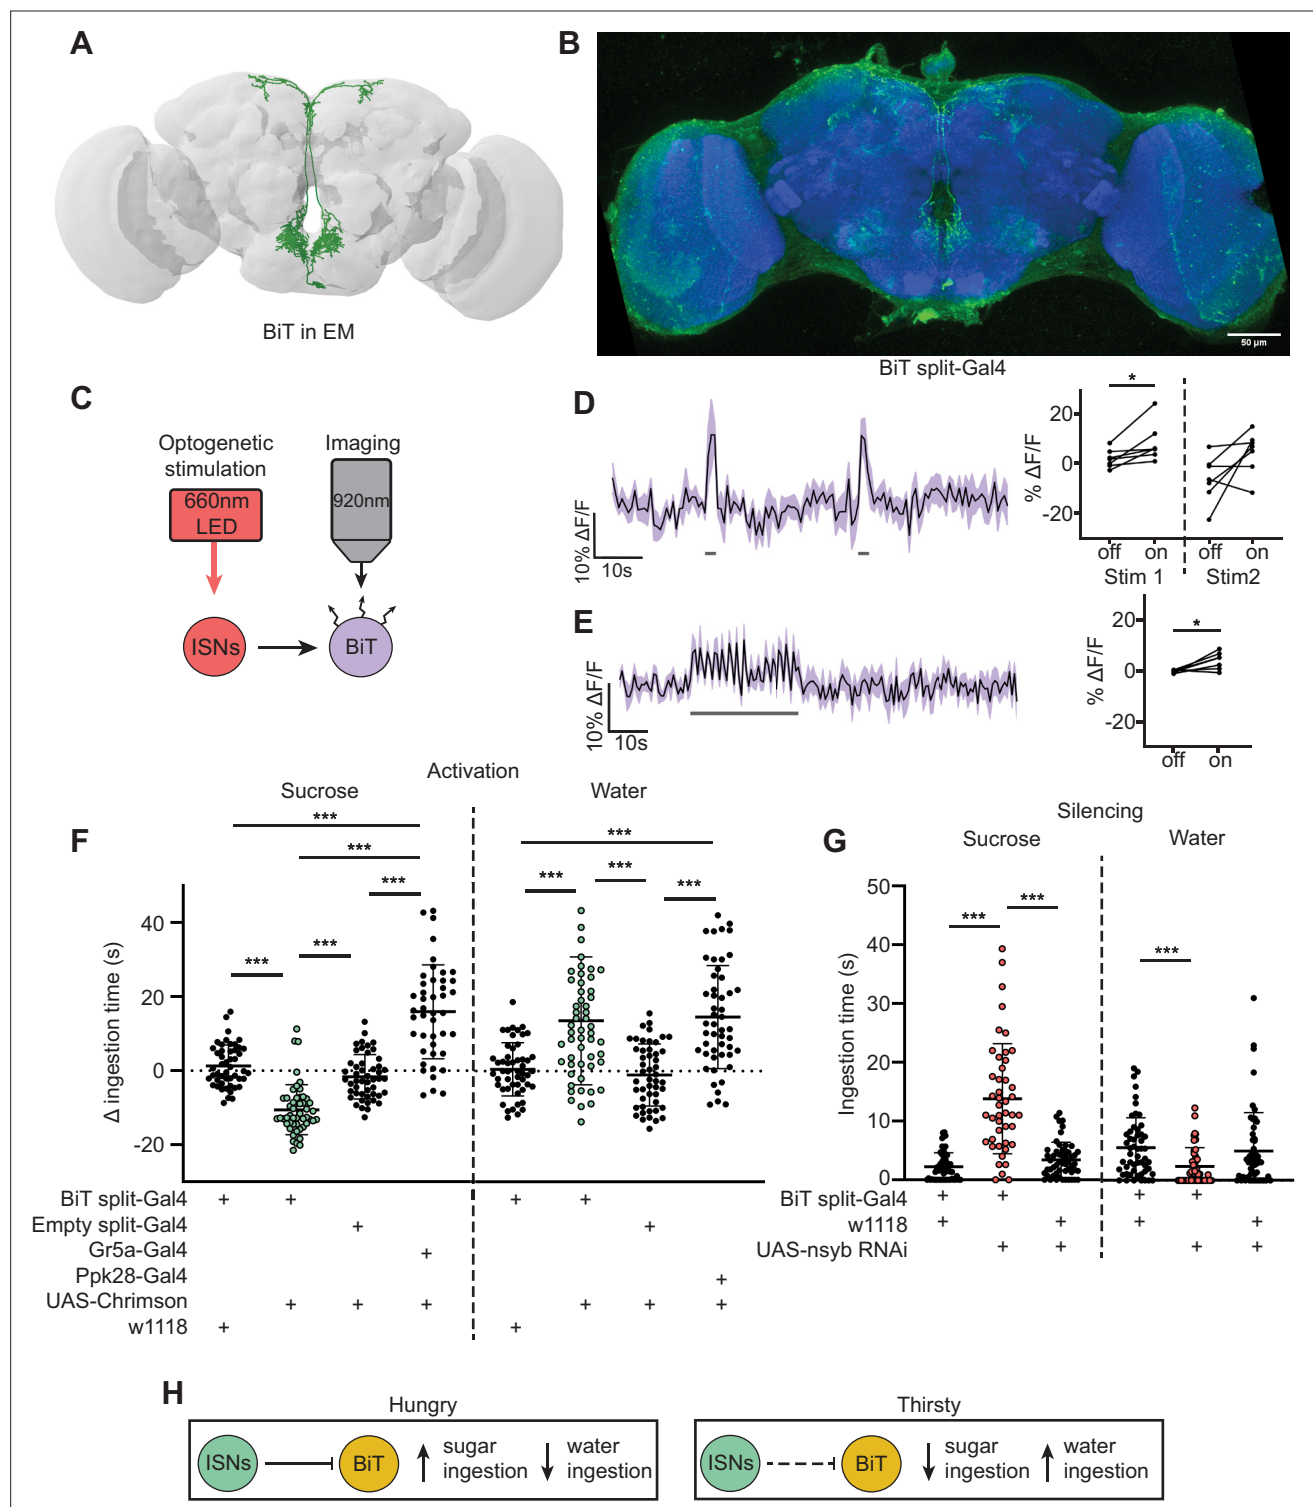 A
B
BiT in EM
50 µm
BiT split-Gal4
C
Optogenetic
stimulation
Imaging
660nm
LED
920nm
ISNs
BiT
D
10% ΔF/F
10s
*
% ΔF/F
20
0
-20
off on off on
Stim 1 Stim2
E
10% ΔF/F
10s
*
% ΔF/F
20
0
-20
off on
Activation
Sucrose Water
F
*** *** *** *** *** *** *** *** ***
Δ ingestion time (s)
40
20
0
-20
BiT split-Gal4 + + + +
Empty split-Gal4 + +
Gr5a-Gal4 +
Ppk28-Gal4 +
UAS-Chrimson + + + + + +
w1118 + +
Silencing
Sucrose Water
G
*** *** ***
Ingestion time (s)
50
40
30
20
10
0
BiT split-Gal4 + + + +
w1118 + + + +
UAS-nsyb RNAi + + + +
H
Hungry
ISNs BiT sugar ingestion water ingestion
Thirsty
ISNs BiT sugar ingestion water ingestion